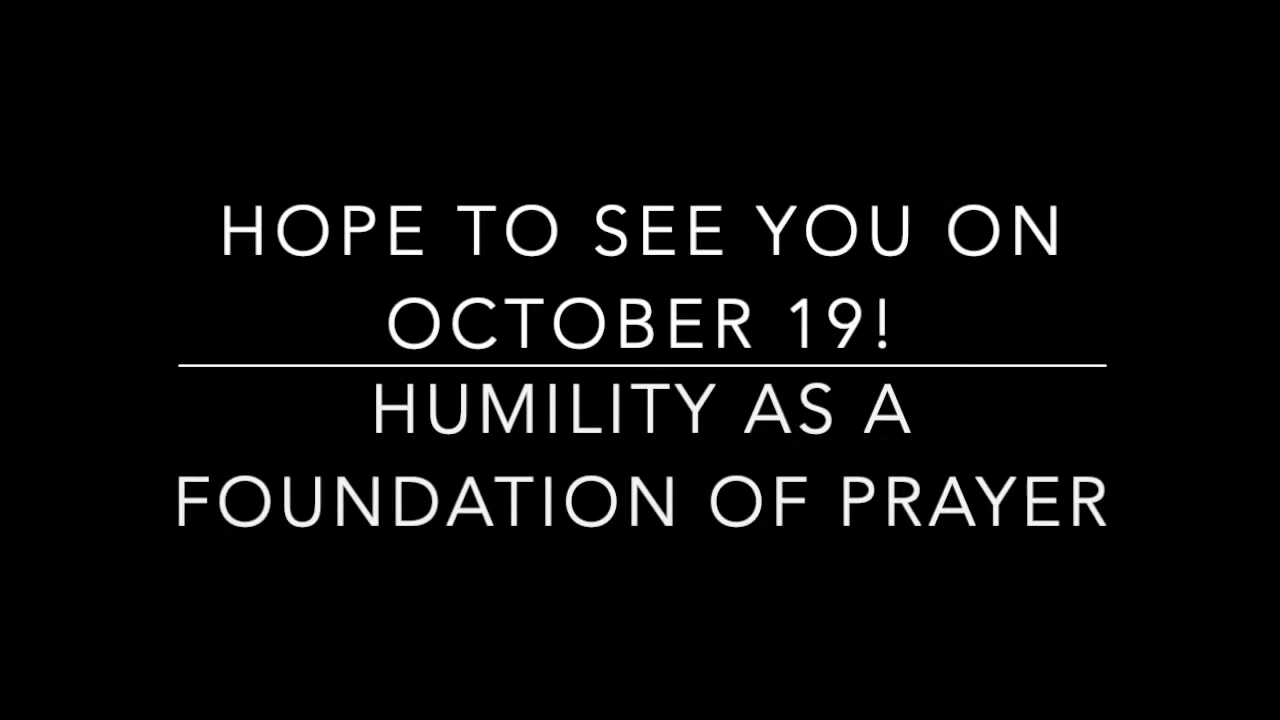 HOPE TO SEE YOU ON
OCTOBER 19!
HUMILITY AS A
FOUNDATION OF PRAYER